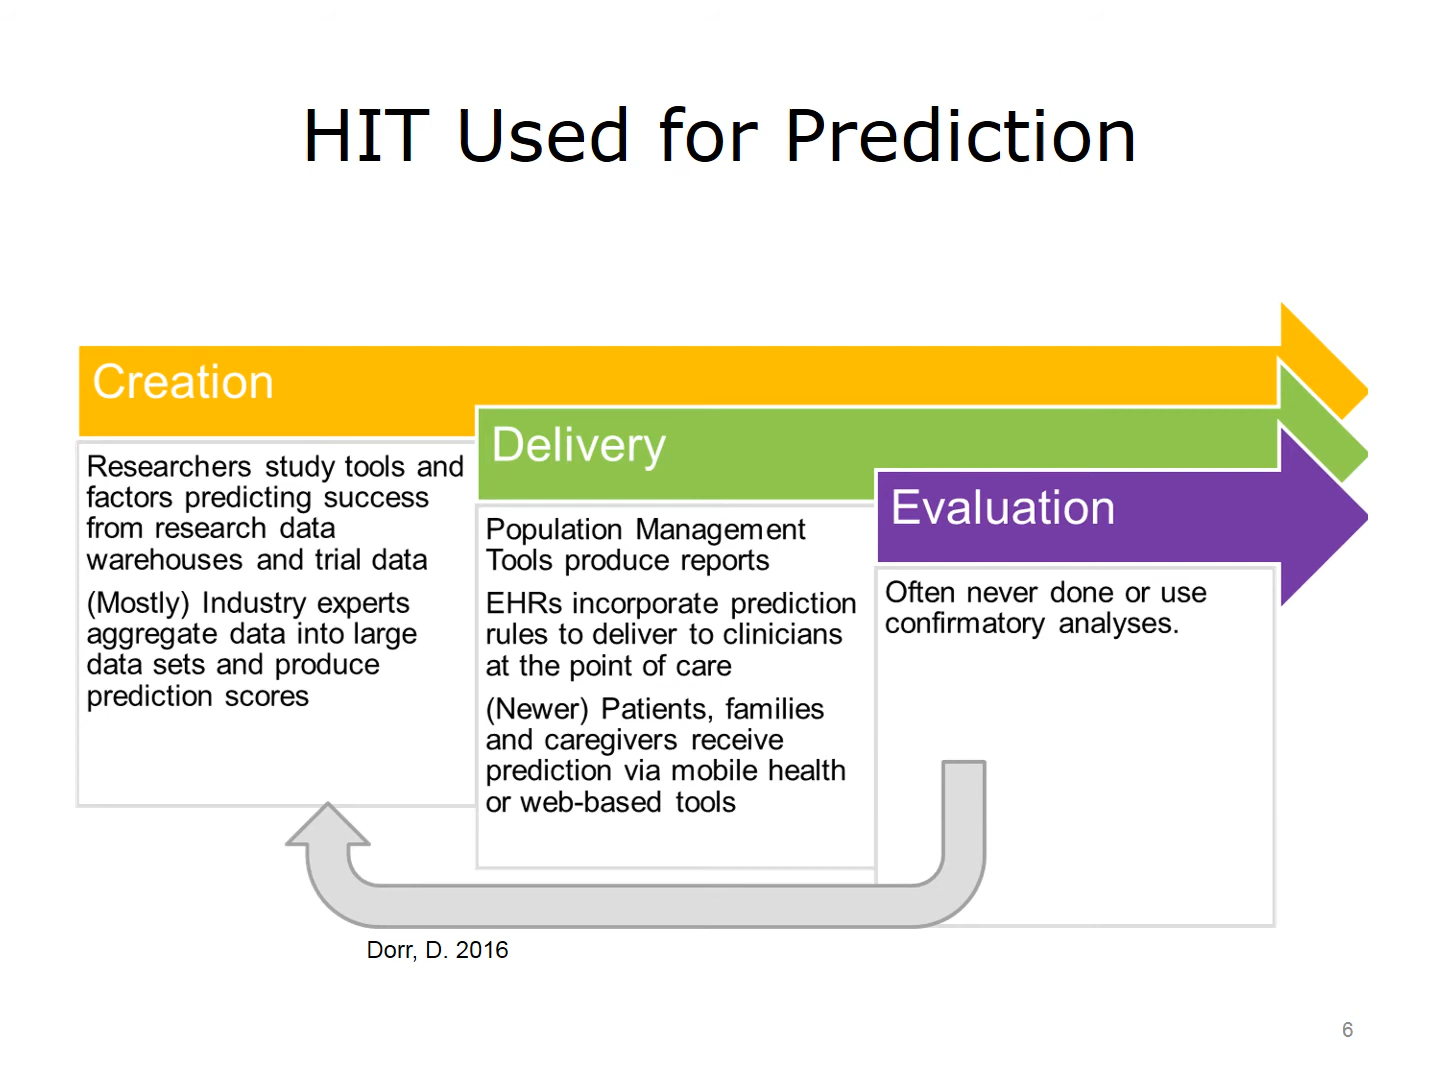 HIT Used for Prediction
Creation
Researchers study tools and
factors predicting success
from research data
warehouses and trial data
(Mostly) Industry experts
aggregate data into large
data sets and produce
prediction scores
Delivery
Population Management
Tools produce reports
EHRs incorporate prediction
rules to deliver to clinicians
at the point of care
(Newer) Patients, families
and caregivers receive
prediction via mobile health
or web-based tools
Evaluation
Often never done or use
confirmatory analyses.
Dorr, D. 2016
6